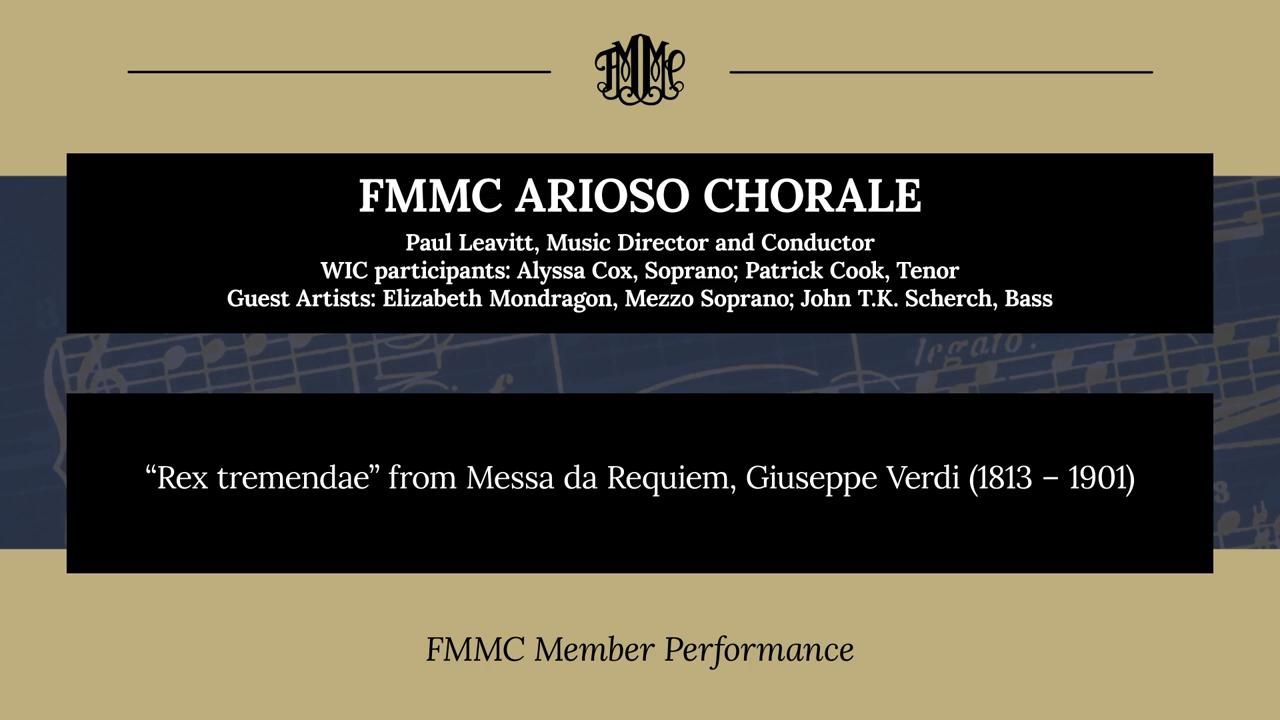 FMMC
FMMC ARIOSO CHORALE
Paul Leavitt, Music Director and Conductor
WIC participants: Alyssa Cox, Soprano; Patrick Cook, Tenor
Guest Artists: Elizabeth Mondragon, Mezzo Soprano; John T.K. Scherch, Bass
legato.
“Rex tremendae” from Messa da Requiem, Giuseppe Verdi (1813 – 1901)
FMMC Member Performance